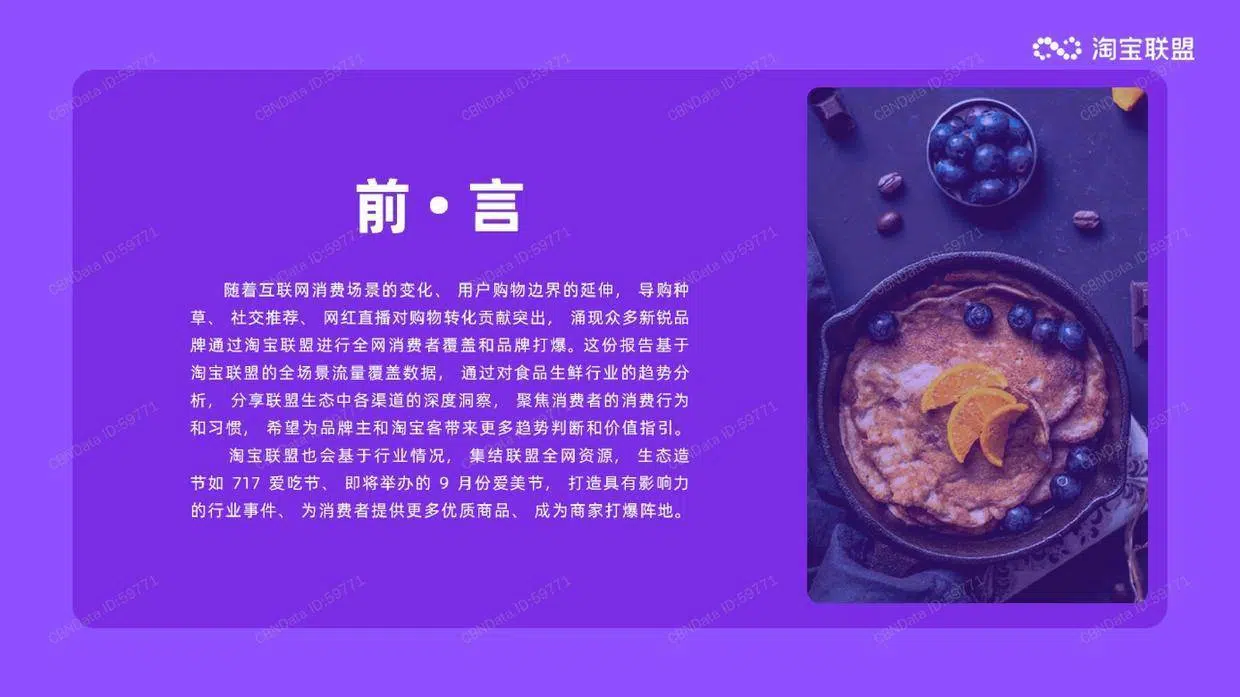 淘宝联盟
前·言
随着互联网消费场景的变化、 用户购物边界的延伸， 导购种
草、 社交推荐、 网红直播对购物转化贡献突出， 涌现众多新锐品
牌通过淘宝联盟进行全网消费者覆盖和品牌打爆。这份报告基于
淘宝联盟的全场景流量覆盖数据， 通过对食品生鲜行业的趋势分
析， 分享联盟生态中各渠道的深度洞察， 聚焦消费者的消费行为
和习惯， 希望为品牌主和淘宝客带来更多趋势判断和价值指引。
淘宝联盟也会基于行业情况， 集结联盟全网资源， 生态造
节如 717 爱吃节、 即将举办的 9 月份爱美节， 打造具有影响力
的行业事件、 为消费者提供更多优质商品、 成为商家打爆阵地。
CBNData ID:59771